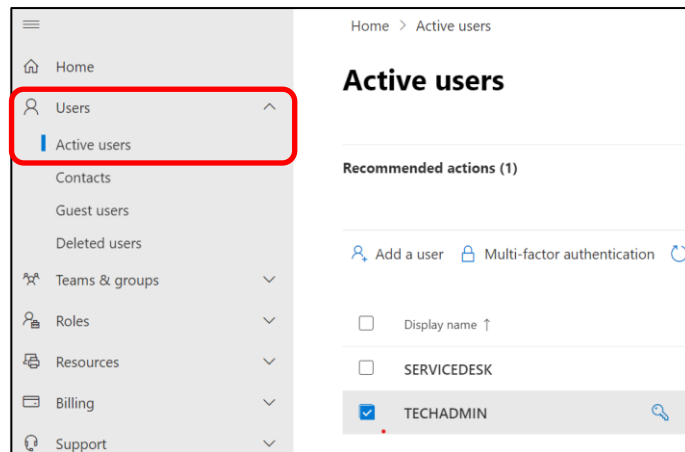 Home
Users
Active users
Contacts
Guest users
Deleted users
Teams & groups
Roles
Resources
Billing
Support
Home > Active users
Active users
Recommended actions (1)
Add a user Multi-factor authentication
Display name ↑
SERVICEDESK
TECHADMIN